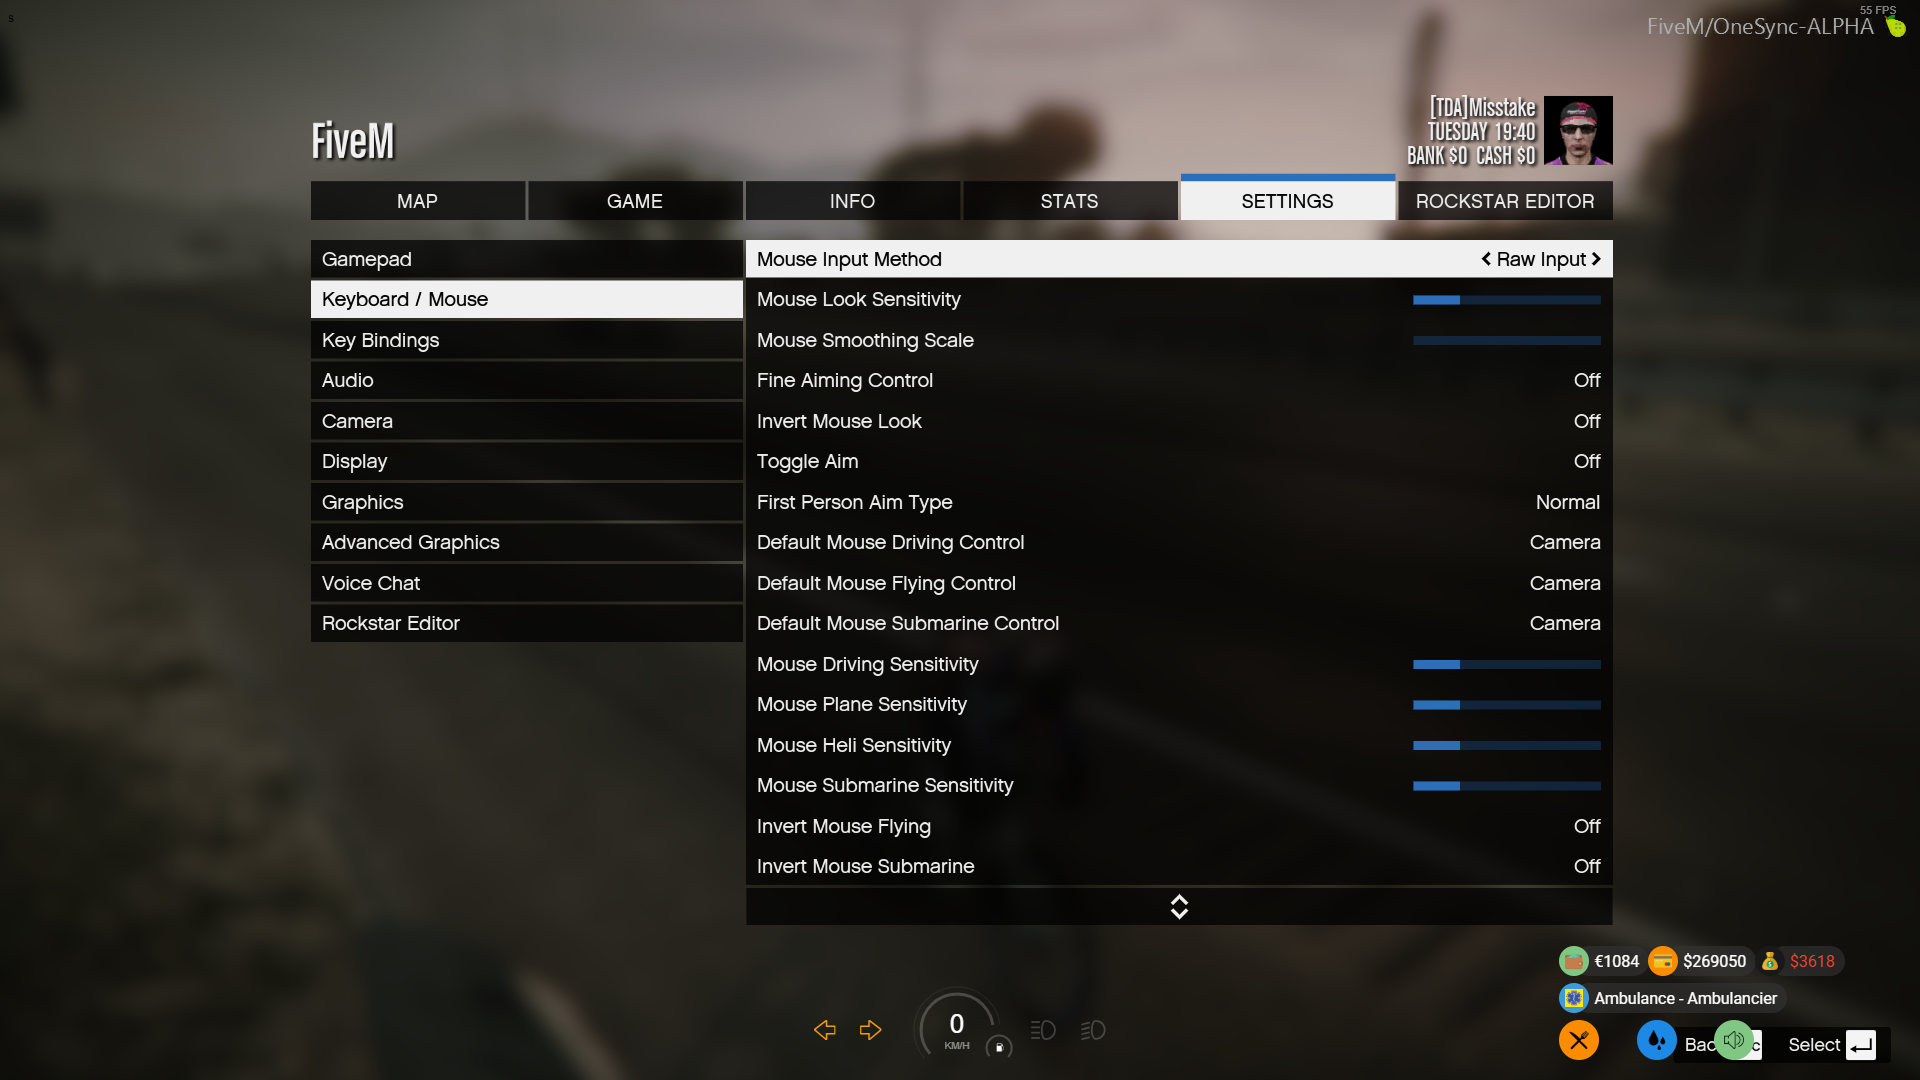 s
55 FPS
FiveM/OneSync-ALPHA
FiveM
[TDA]Misstake
TUESDAY 19:40
BANK $0 CASH $0
MAP
GAME
INFO
STATS
SETTINGS
ROCKSTAR EDITOR
Gamepad
Keyboard / Mouse
Key Bindings
Audio
Camera
Display
Graphics
Advanced Graphics
Voice Chat
Rockstar Editor
Mouse Input Method Raw Input
Mouse Look Sensitivity
Mouse Smoothing Scale
Fine Aiming Control Off
Invert Mouse Look Off
Toggle Aim Off
First Person Aim Type Normal
Default Mouse Driving Control Camera
Default Mouse Flying Control Camera
Default Mouse Submarine Control Camera
Mouse Driving Sensitivity
Mouse Plane Sensitivity
Mouse Heli Sensitivity
Mouse Submarine Sensitivity
Invert Mouse Flying Off
Invert Mouse Submarine Off
€1084 $269050 $3618
Ambulance - Ambulancier
0
KM/H
Select